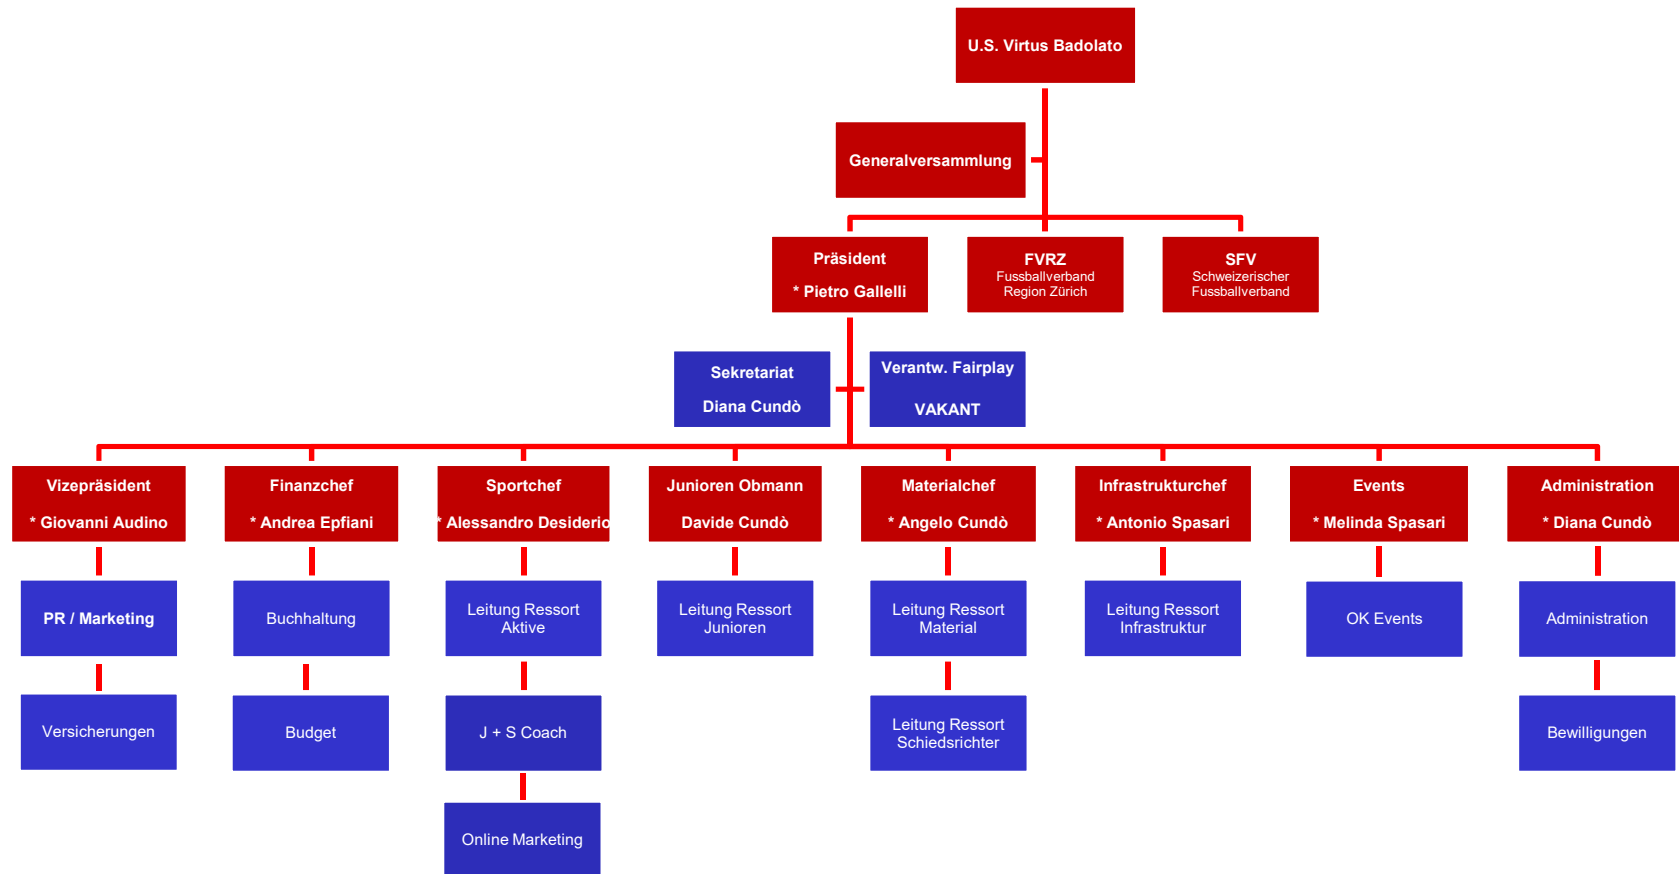 U.S. Virtus Badolato
Generalversammlung
Präsident
* Pietro Gallelli
FVRZ
Fussballverband
Region Zürich
SFV
Schweizerischer
Fussballverband
Sekretariat
Diana Cundò
Verantw. Fairplay
VAKANT
Vizepräsident
* Giovanni Audino
Finanzchef
* Andrea Epfiani
Sportchef
* Alessandro Desiderio
Junioren Obmann
Davide Cundò
Materialchef
* Angelo Cundò
Infrastrukturchef
* Antonio Spasari
Events
* Melinda Spasari
Administration
* Diana Cundò
PR / Marketing
Buchhaltung
Leitung Ressort
Aktive
Leitung Ressort
Junioren
Leitung Ressort
Material
Leitung Ressort
Infrastruktur
OK Events
Administration
Versicherungen
Budget
J + S Coach
Leitung Ressort
Schiedsrichter
Bewilligungen
Online Marketing